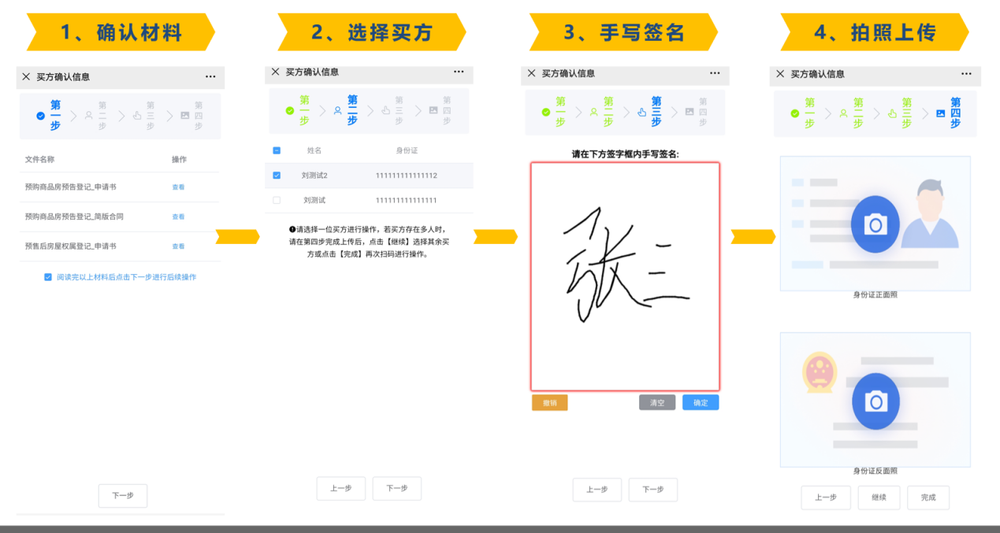 1、确认材料
2、选择买方
3、手写签名
4、拍照上传
买方确认信息
第一步
第二步
第三步
第四步
文件名称 操作
预购商品房预告登记_申请书 查看
预购商品房预告登记_简版合同 查看
预售后房屋权属登记_申请书 查看
阅读完以上材料后点击下一步进行后续操作
下一步
买方确认信息
第一步
第二步
第三步
第四步
姓名 身份证
刘测试2 111111111111112
刘测试 111111111111111
请选择一位买方进行操作，若买方存在多人时，
请在第四步完成上传后，点击【继续】选择其余买
方或点击【完成】再次扫码进行操作。
上一步 下一步
买方确认信息
第一步
第二步
第三步
第四步
请在下方签字框内手写签名:
张三
撤销 清空 确定
上一步 下一步
买方确认信息
第一步
第二步
第三步
第四步
身份证正面照
身份证反面照
上一步 继续 完成